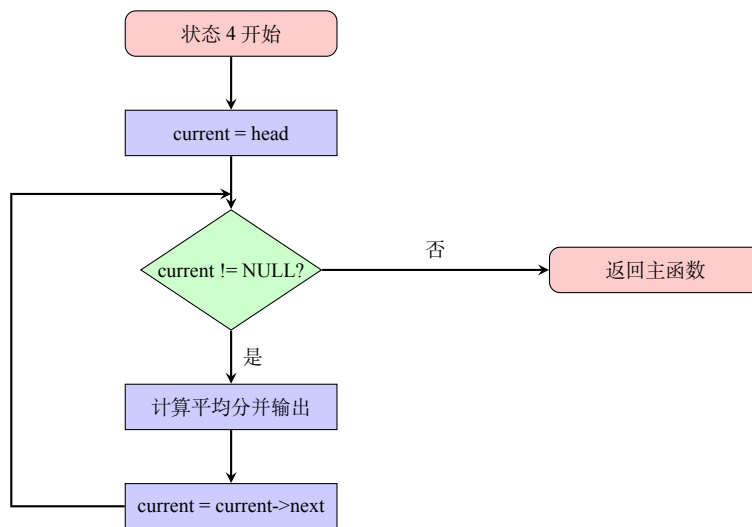 状态 4 开始
current = head
current != NULL?
否
返回主函数
是
计算平均分并输出
current = current->next